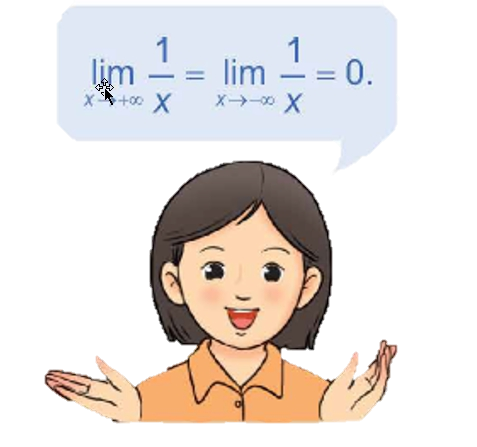 lim 1/x = lim 1/x = 0.
x→+∞ x→−∞